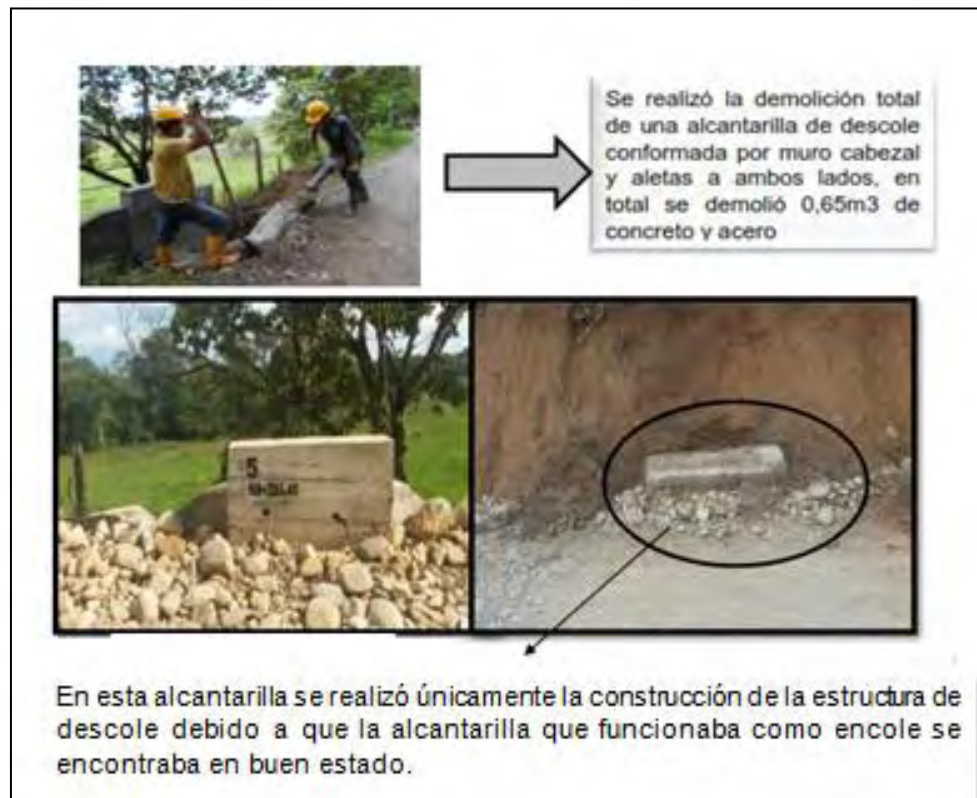 Se realizó la demolición total
de una alcantarilla de descole
conformada por muro cabezal
y aletas a ambos lados, en
total se demolió 0,65m3 de
concreto y acero
5
En esta alcantarilla se realizó únicamente la construcción de la estructura de
descole debido a que la alcantarilla que funcionaba como encole se
encontraba en buen estado.